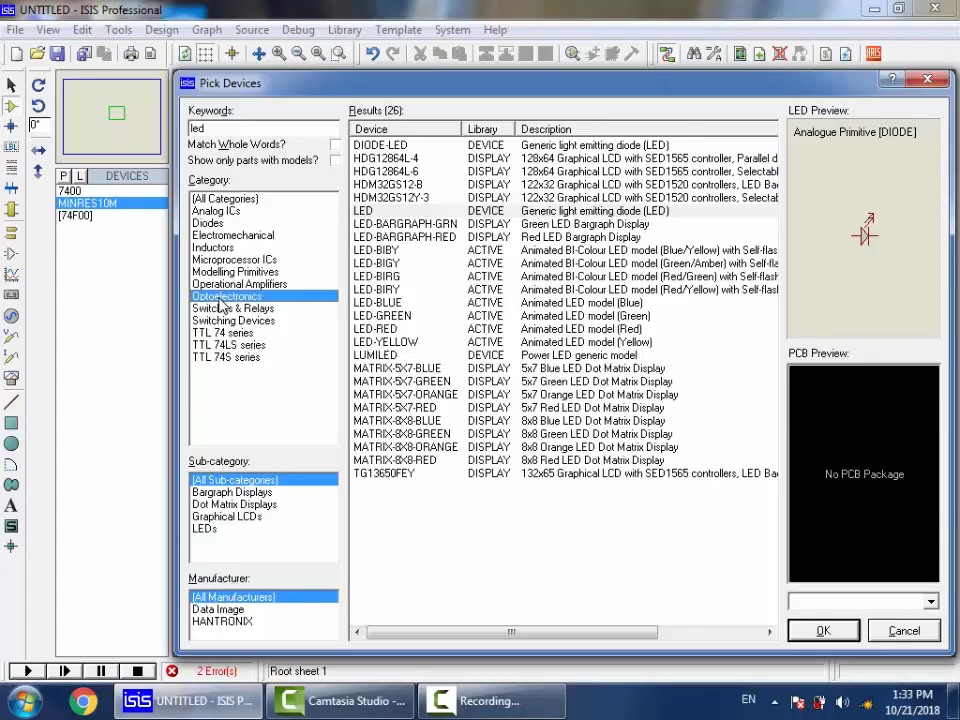 isis UNTITLED - ISIS Professional
File View Edit Tools Design Graph Source Debug Library Template System Help
ARES
isis Pick Devices
0°
LBL
A
S
P L DEVICES
7400
MINRES10M
[74F00]
Keywords:
led
Match Whole Words?
Show only parts with models?
Category:
(All Categories)
Analog ICs
Diodes
Electromechanical
Inductors
Microprocessor ICs
Modelling Primitives
Operational Amplifiers
Optoelectronics
Switches & Relays
Switching Devices
TTL 74 series
TTL 74LS series
TTL 74S series
Sub-category:
(All Sub-categories)
Bargraph Displays
Dot Matrix Displays
Graphical LCDs
LEDs
Manufacturer:
(All Manufacturers)
Data Image
HANTRONIX
Results (26):
Device Library Description
DIODE-LED DEVICE Generic light emitting diode (LED)
HDG12864L-4 DISPLAY 128x64 Graphical LCD with SED1565 controller, Parallel d
HDG12864L-6 DISPLAY 128x64 Graphical LCD with SED1565 controller, Selectab
HDM32GS12-B DISPLAY 122x32 Graphical LCD with SED1520 controllers, LED Ba
HDM32GS12Y-3 DISPLAY 122x32 Graphical LCD with SED1520 controllers, Selecta
LED DEVICE Generic light emitting diode (LED)
LED-BARGRAPH-GRN DISPLAY Green LED Bargraph Display
LED-BARGRAPH-RED DISPLAY Red LED Bargraph Display
LED-BIBY ACTIVE Animated BI-Colour LED model (Blue/Yellow) with Self-flas
LED-BIGY ACTIVE Animated BI-Colour LED model (Green/Amber) with Self-f
LED-BIRG ACTIVE Animated BI-Colour LED model (Red/Green) with Self-flash
LED-BIRY ACTIVE Animated BI-Colour LED model (Red/Yellow) with Self-flas
LED-BLUE ACTIVE Animated LED model (Blue)
LED-GREEN ACTIVE Animated LED model (Green)
LED-RED ACTIVE Animated LED model (Red)
LED-YELLOW ACTIVE Animated LED model (Yellow)
LUMILED DEVICE Power LED generic model
MATRIX-5X7-BLUE DISPLAY 5x7 Blue LED Dot Matrix Display
MATRIX-5X7-GREEN DISPLAY 5x7 Green LED Dot Matrix Display
MATRIX-5X7-ORANGE DISPLAY 5x7 Orange LED Dot Matrix Display
MATRIX-5X7-RED DISPLAY 5x7 Red LED Dot Matrix Display
MATRIX-8X8-BLUE DISPLAY 8x8 Blue LED Dot Matrix Display
MATRIX-8X8-GREEN DISPLAY 8x8 Green LED Dot Matrix Display
MATRIX-8X8-ORANGE DISPLAY 8x8 Orange LED Dot Matrix Display
MATRIX-8X8-RED DISPLAY 8x8 Red LED Dot Matrix Display
TG13650FEY DISPLAY 132x65 Graphical LCD with SED1565 controllers, LED Ba
LED Preview:
Analogue Primitive [DIODE]
PCB Preview:
No PCB Package
OK Cancel
2 Error(s) Root sheet 1
isis UNTITLED - ISIS P... Camtasia Studio -... Recording... EN 1:33 PM
10/21/2018